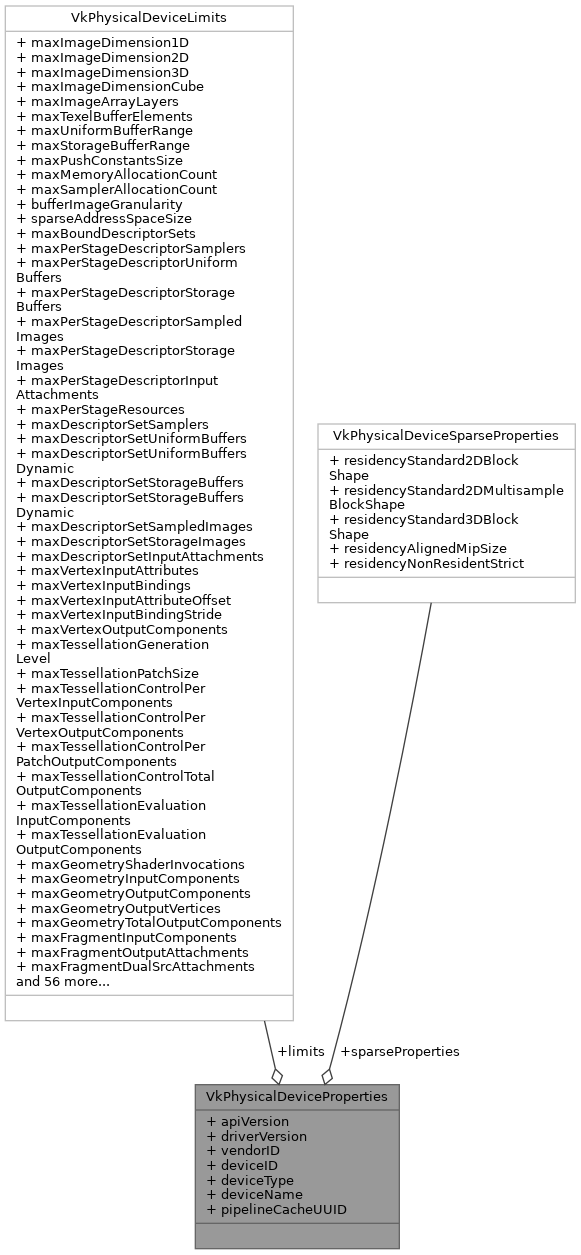 VkPhysicalDeviceLimits
+ maxImageDimension1D
+ maxImageDimension2D
+ maxImageDimension3D
+ maxImageDimensionCube
+ maxImageArrayLayers
+ maxTexelBufferElements
+ maxUniformBufferRange
+ maxStorageBufferRange
+ maxPushConstantsSize
+ maxMemoryAllocationCount
+ maxSamplerAllocationCount
+ bufferImageGranularity
+ sparseAddressSpaceSize
+ maxBoundDescriptorSets
+ maxPerStageDescriptorSamplers
+ maxPerStageDescriptorUniform
Buffers
+ maxPerStageDescriptorStorage
Buffers
+ maxPerStageDescriptorSampled
Images
+ maxPerStageDescriptorStorage
Images
+ maxPerStageDescriptorInput
Attachments
+ maxPerStageResources
+ maxDescriptorSetSamplers
+ maxDescriptorSetUniformBuffers
+ maxDescriptorSetUniformBuffers
Dynamic
+ maxDescriptorSetStorageBuffers
+ maxDescriptorSetStorageBuffers
Dynamic
+ maxDescriptorSetSampledImages
+ maxDescriptorSetStorageImages
+ maxDescriptorSetInputAttachments
+ maxVertexInputAttributes
+ maxVertexInputBindings
+ maxVertexInputAttributeOffset
+ maxVertexInputBindingStride
+ maxVertexOutputComponents
+ maxTessellationGeneration
Level
+ maxTessellationPatchSize
+ maxTessellationControlPer
VertexInputComponents
+ maxTessellationControlPer
VertexOutputComponents
+ maxTessellationControlPer
PatchOutputComponents
+ maxTessellationControlTotal
OutputComponents
+ maxTessellationEvaluation
InputComponents
+ maxTessellationEvaluation
OutputComponents
+ maxGeometryShaderInvocations
+ maxGeometryInputComponents
+ maxGeometryOutputComponents
+ maxGeometryOutputVertices
+ maxGeometryTotalOutputComponents
+ maxFragmentInputComponents
+ maxFragmentOutputAttachments
+ maxFragmentDualSrcAttachments
and 56 more...
VkPhysicalDeviceSparseProperties
+ residencyStandard2DBlock
Shape
+ residencyStandard2DMultisample
BlockShape
+ residencyStandard3DBlock
Shape
+ residencyAlignedMipSize
+ residencyNonResidentStrict
+limits
+sparseProperties
VkPhysicalDeviceProperties
+ apiVersion
+ driverVersion
+ vendorID
+ deviceID
+ deviceType
+ deviceName
+ pipelineCacheUUID